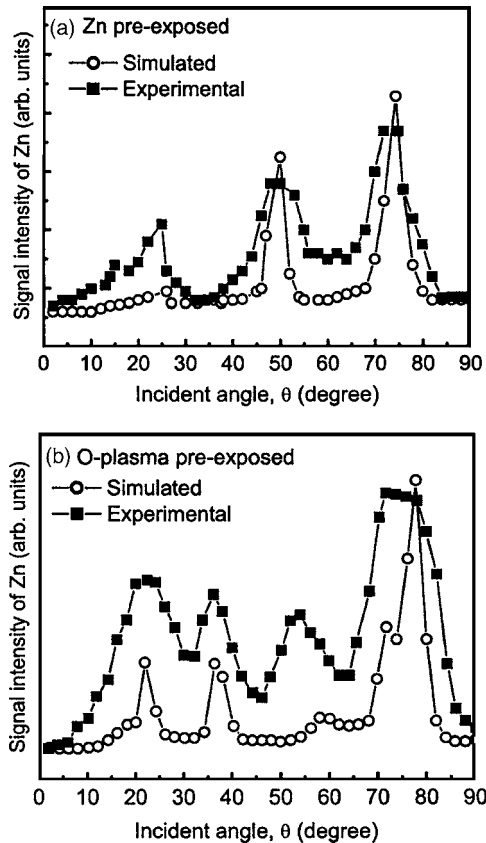 (a) Zn pre-exposed
Simulated
Experimental
Signal intensity of Zn (arb. units)
0 10 20 30 40 50 60 70 80 90
Incident angle, θ (degree)
(b) O-plasma pre-exposed
Simulated
Experimental
Signal intensity of Zn (arb. units)
0 10 20 30 40 50 60 70 80 90
Incident angle, θ (degree)